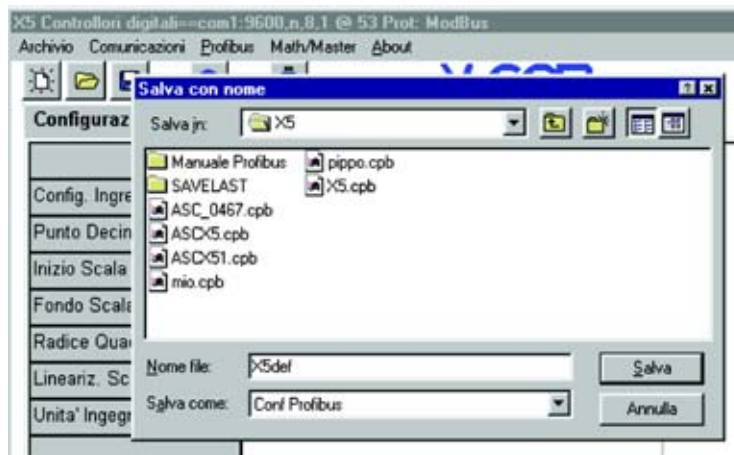 X5 Controllori digitali==com1:9600,n,8,1 @ 53 Prot: ModBus
Archivio Comunicazioni Profibus Math/Master About
Salva con nome
Configuraz
Salva in: X5
Manuale Profibus
SAVELAST
ASC_0467.cpb
ASCX5.cpb
ASCX51.cpb
mio.cpb
pippo.cpb
X5.cpb
Config. Ingre
Punto Decin
Inizio Scala
Fondo Scala
Radice Qua
Lineariz. Sc
Unita' Ingegn
Nome file: X5def
Salva
Salva come: Conf Profibus
Annulla